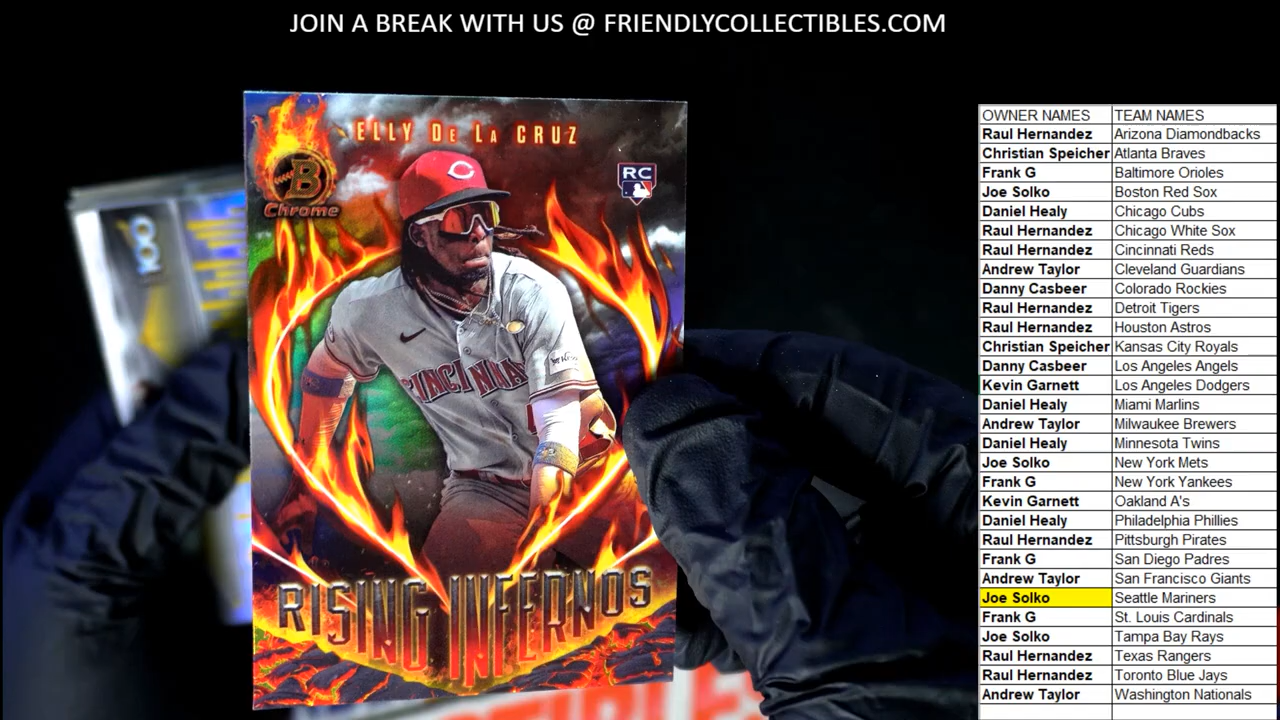 JOIN A BREAK WITH US @ FRIENDLYCOLLECTIBLES.COM
ELLY DE LA CRUZ
B
Chrome
RC
C
CINCINNA
RISING INFERNOS
OWNER NAMES TEAM NAMES
Raul Hernandez Arizona Diamondbacks
Christian Speicher Atlanta Braves
Frank G Baltimore Orioles
Joe Solko Boston Red Sox
Daniel Healy Chicago Cubs
Raul Hernandez Chicago White Sox
Raul Hernandez Cincinnati Reds
Andrew Taylor Cleveland Guardians
Danny Casbeer Colorado Rockies
Raul Hernandez Detroit Tigers
Raul Hernandez Houston Astros
Christian Speicher Kansas City Royals
Danny Casbeer Los Angeles Angels
Kevin Garnett Los Angeles Dodgers
Daniel Healy Miami Marlins
Andrew Taylor Milwaukee Brewers
Daniel Healy Minnesota Twins
Joe Solko New York Mets
Frank G New York Yankees
Kevin Garnett Oakland A's
Daniel Healy Philadelphia Phillies
Raul Hernandez Pittsburgh Pirates
Frank G San Diego Padres
Andrew Taylor San Francisco Giants
Joe Solko Seattle Mariners
Frank G St. Louis Cardinals
Joe Solko Tampa Bay Rays
Raul Hernandez Texas Rangers
Raul Hernandez Toronto Blue Jays
Andrew Taylor Washington Nationals